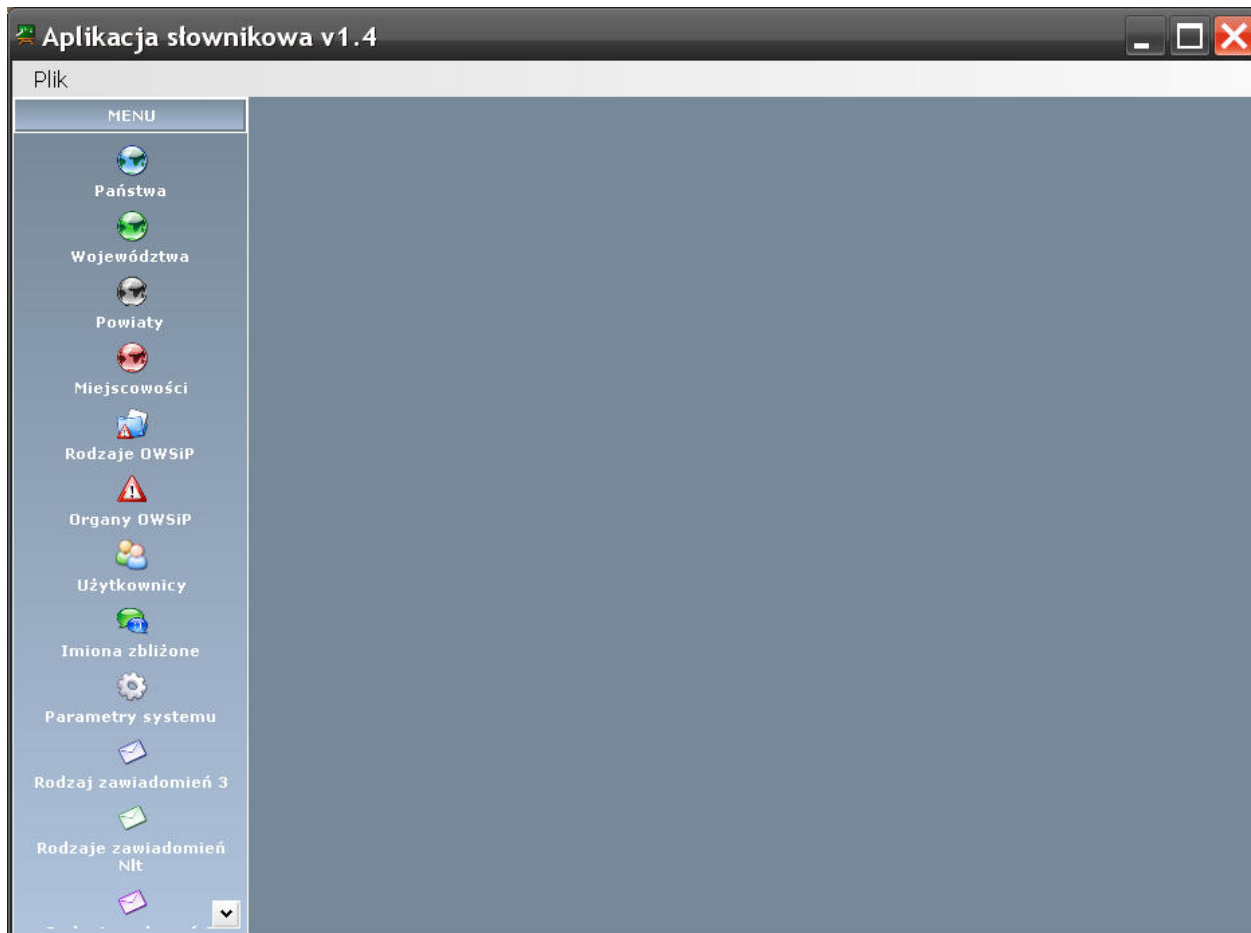 Aplikacja słownikowa v1.4
Plik
MENU
Państwa
Województwa
Powiaty
Miejscowości
Rodzaje OWSiP
Organy OWSiP
Użytkownicy
Imiona zbliżone
Parametry systemu
Rodzaj zawiadomień 3
Rodzaje zawiadomień
Nlt